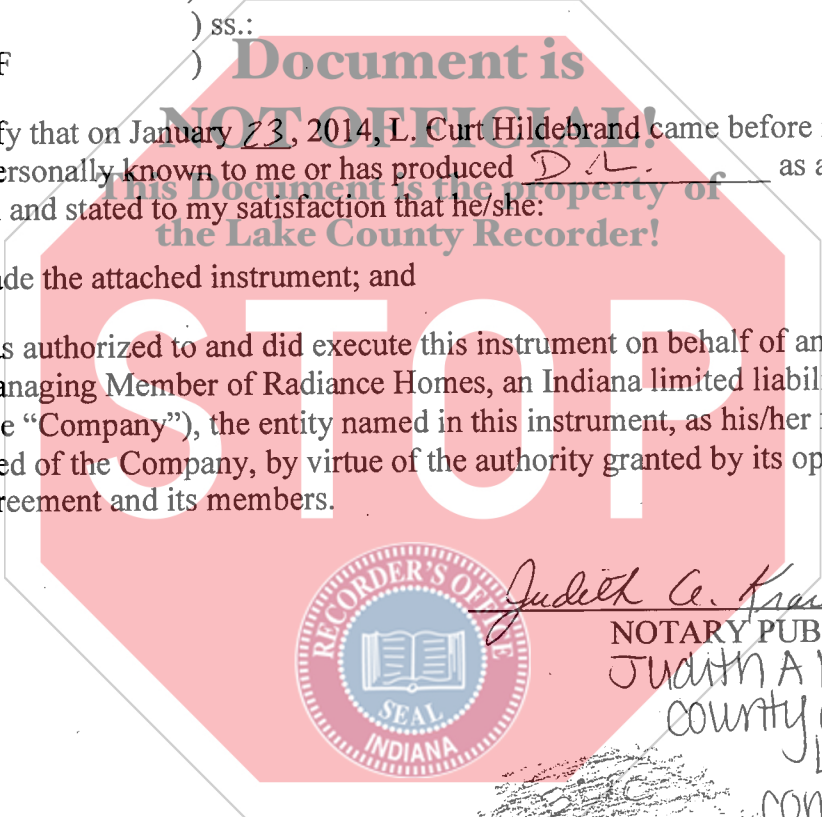 ) ss.:
F )
Document is
NOT OFFICIAL!
fy that on January 23, 2014, L. Curt Hildebrand came before
ersonally known to me or has produced D.L. as a
This Document is the property of
and stated to my satisfaction that he/she:
the Lake County Recorder!
de the attached instrument; and
STOP
s authorized to and did execute this instrument on behalf of an
anaging Member of Radiance Homes, an Indiana limited liabil
e “Company”), the entity named in this instrument, as his/her
ed of the Company, by virtue of the authority granted by its op
reement and its members.
RECORDER'S OFFICE
SEAL
INDIANA
Judith A. Kra
NOTARY PUB
Judith A
county
con